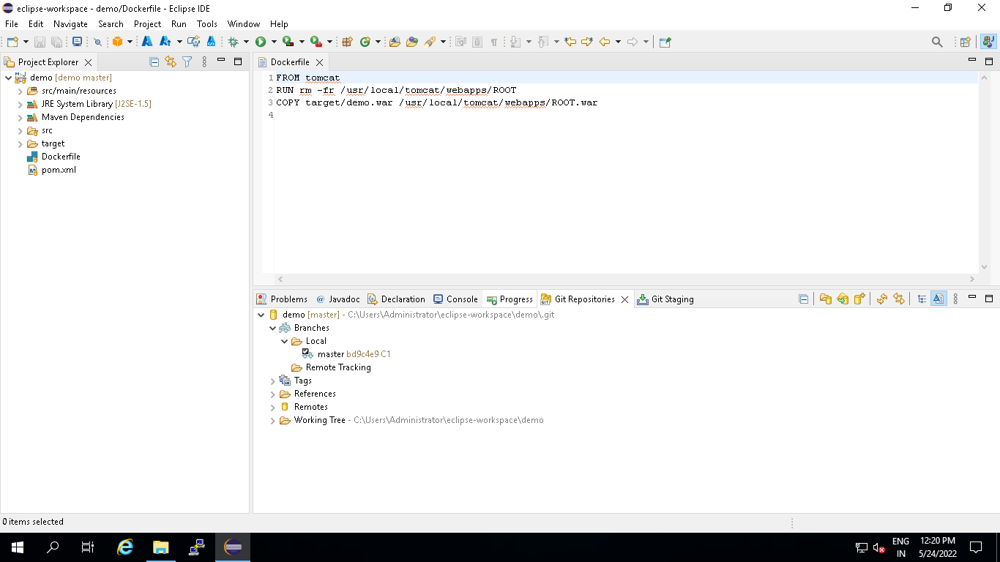 eclipse-workspace - demo/Dockerfile - Eclipse IDE
File Edit Navigate Search Project Run Tools Window Help
Project Explorer
demo [demo master]
src/main/resources
JRE System Library [J2SE-1.5]
Maven Dependencies
src
target
Dockerfile
pom.xml
Dockerfile
1 FROM tomcat
2 RUN rm -fr /usr/local/tomcat/webapps/ROOT
3 COPY target/demo.war /usr/local/tomcat/webapps/ROOT.war
4
Problems @ Javadoc Declaration Console Progress Git Repositories Git Staging
demo [master] - C:\Users\Administrator\eclipse-workspace\demo\.git
Branches
Local
master bd9c4e9 C1
Remote Tracking
Tags
References
Remotes
Working Tree - C:\Users\Administrator\eclipse-workspace\demo
0 items selected
ENG
IN
12:20 PM
5/24/2022